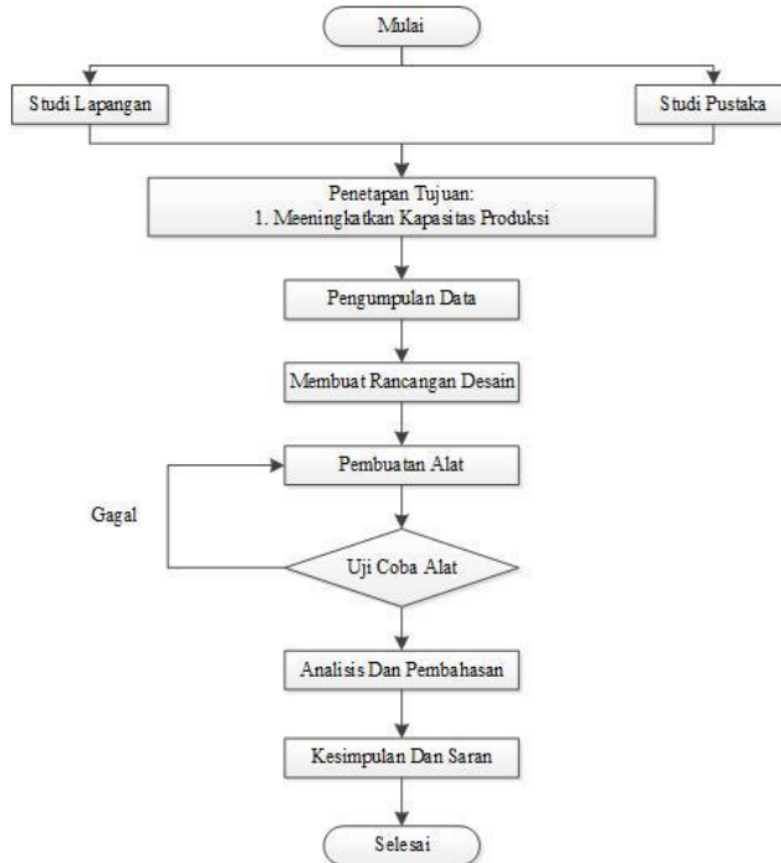 Mulai
Studi Lapangan
Studi Pustaka
Penetapan Tujuan:
1. Meeningkatkan Kapasitas Produksi
Pengumpulan Data
Membuat Rancangan Desain
Pembuatan Alat
Gagal
Uji Coba Alat
Analisis Dan Pembahasan
Kesimpulan Dan Saran
Selesai